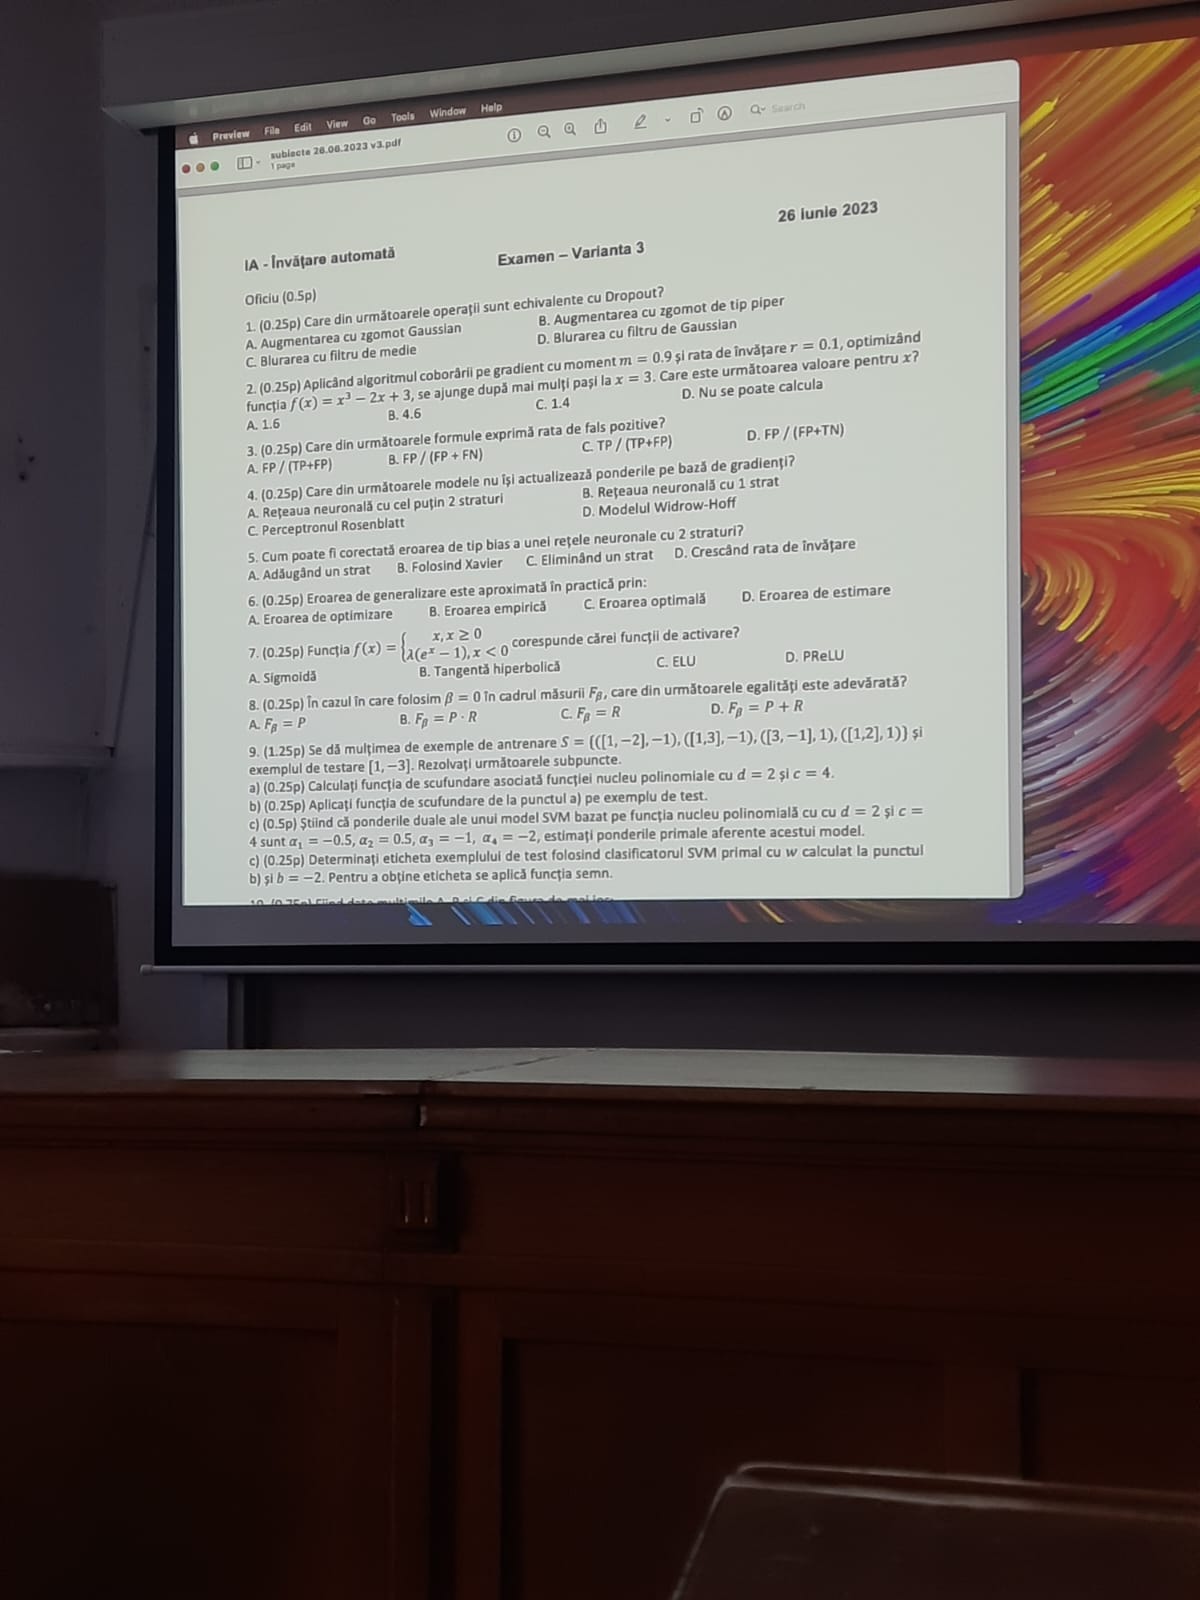 Preview File Edit View Go Tools Window Help
subiecte 26.06.2023 v3.pdf
1 page
Search
26 iunie 2023
IA - Învățare automată
Examen – Varianta 3
Oficiu (0.5p)
1. (0.25p) Care din următoarele operații sunt echivalente cu Dropout?
A. Augmentarea cu zgomot Gaussian B. Augmentarea cu zgomot de tip piper
C. Blurarea cu filtru de medie D. Blurarea cu filtru de Gaussian
2. (0.25p) Aplicând algoritmul coborârii pe gradient cu moment m = 0.9 și rata de învățare r = 0.1, optimizând
funcția f(x) = x³ − 2x + 3, se ajunge după mai mulți pași la x = 3. Care este următoarea valoare pentru x?
A. 1.6 B. 4.6 C. 1.4 D. Nu se poate calcula
3. (0.25p) Care din următoarele formule exprimă rata de fals pozitive?
A. FP / (TP+FP) B. FP / (FP + FN) C. TP / (TP+FP) D. FP / (FP+TN)
4. (0.25p) Care din următoarele modele nu își actualizează ponderile pe bază de gradienți?
A. Rețeaua neuronală cu cel puțin 2 straturi B. Rețeaua neuronală cu 1 strat
C. Perceptronul Rosenblatt D. Modelul Widrow-Hoff
5. Cum poate fi corectată eroarea de tip bias a unei rețele neuronale cu 2 straturi?
A. Adăugând un strat B. Folosind Xavier C. Eliminând un strat D. Crescând rata de învățare
6. (0.25p) Eroarea de generalizare este aproximată în practică prin:
A. Eroarea de optimizare B. Eroarea empirică C. Eroarea optimală D. Eroarea de estimare
7. (0.25p) Funcția f(x) = { x, x ≥ 0 λ(eˣ − 1), x < 0 corespunde cărei funcții de activare?
A. Sigmoidă B. Tangentă hiperbolică C. ELU D. PReLU
8. (0.25p) În cazul în care folosim β = 0 în cadrul măsurii Fβ, care din următoarele egalități este adevărată?
A. Fβ = P B. Fβ = P · R C. Fβ = R D. Fβ = P + R
9. (1.25p) Se dă mulțimea de exemple de antrenare S = {([1, −2], −1), ([1,3], −1), ([3, −1], 1), ([1,2], 1)} și
exemplul de testare [1, −3]. Rezolvați următoarele subpuncte.
a) (0.25p) Calculați funcția de scufundare asociată funcției nucleu polinomiale cu d = 2 și c = 4.
b) (0.25p) Aplicați funcția de scufundare de la punctul a) pe exemplu de test.
c) (0.5p) Știind că ponderile duale ale unui model SVM bazat pe funcția nucleu polinomială cu cu d = 2 și c =
4 sunt α₁ = −0.5, α₂ = 0.5, α₃ = −1, α₄ = −2, estimați ponderile primale aferente acestui model.
c) (0.25p) Determinați eticheta exemplului de test folosind clasificatorul SVM primal cu w calculat la punctul
b) și b = −2. Pentru a obține eticheta se aplică funcția semn.